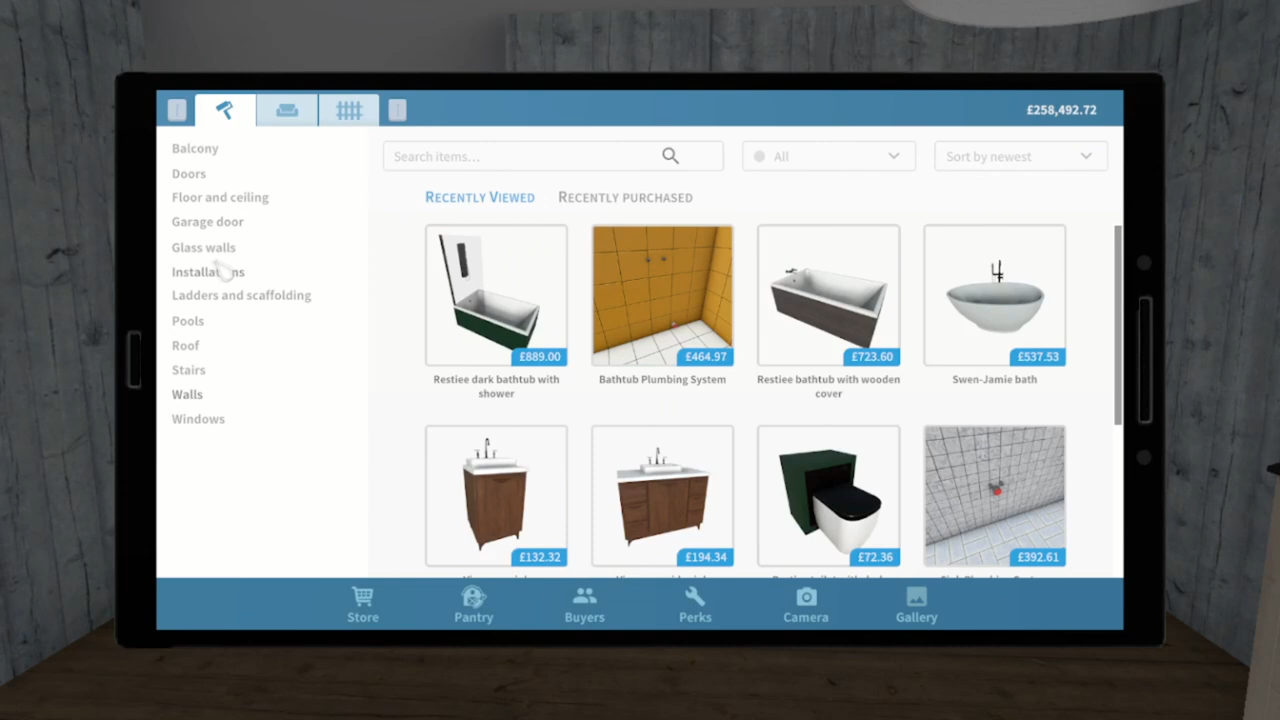 £258,492.72
Balcony
Doors
Floor and ceiling
Garage door
Glass walls
Installations
Ladders and scaffolding
Pools
Roof
Stairs
Walls
Windows
Search items...
All
Sort by newest
RECENTLY VIEWED
RECENTLY PURCHASED
£889.00
£464.97
£723.60
£537.53
Restiee dark bathtub with
shower
Bathtub Plumbing System
Restiee bathtub with wooden
cover
Swen-Jamie bath
£132.32
£194.34
£72.36
£392.61
Store
Pantry
Buyers
Perks
Camera
Gallery